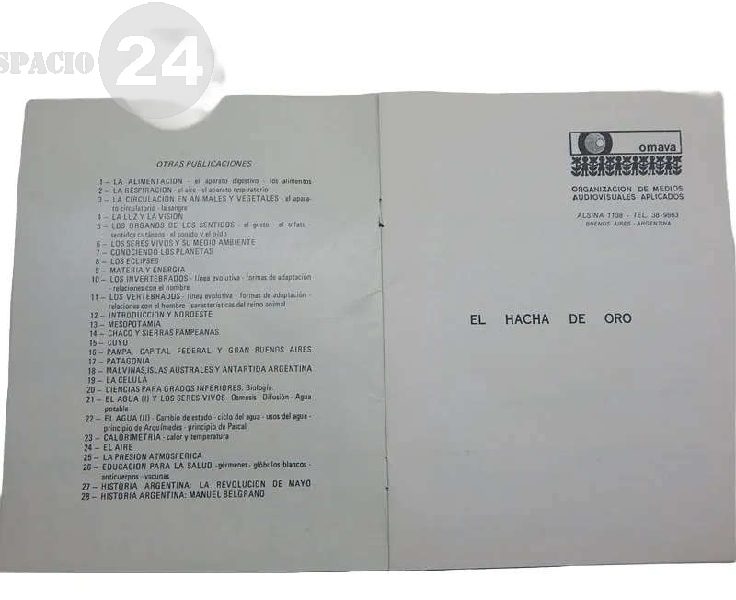 SPACIO 24
OTRAS PUBLICACIONES
1 – LA ALIMENTACION - el aparato digestivo - los alimentos
2 – LA RESPIRACION - el aire - el aparato respiratorio
3 – LA CIRCULACION EN ANIMALES Y VEGETALES - el apara-
to circulatorio - la sangre
4 – LA LUZ Y LA VISION
5 – LOS ORGANOS DE LOS SENTIDOS - el gusto - el olfato -
el sonido y el oído
6 – LOS SERES VIVOS Y SU MEDIO AMBIENTE
7 – CONOCIENDO LOS PLANETAS
8 – LOS ECLIPSES
9 – MATERIA Y ENERGIA
10 – LOS INVERTEBRADOS - línea evolutiva - formas de adaptación
- relaciones con el hombre
11 – LOS VERTEBRADOS - línea evolutiva - formas de adaptación -
relaciones con el hombre características del reino animal
12 – INTRODUCCION Y NOROESTE
13 – MESOPOTAMIA
14 – CHACO Y SIERRAS PAMPEANAS
15 – CUYO
16 – PAMPA, CAPITAL FEDERAL Y GRAN BUENOS AIRES
17 – PATAGONIA
18 – MALVINAS, ISLAS AUSTRALES Y ANTARTIDA ARGENTINA
19 – LA CELULA
20 – CIENCIAS PARA GRADOS INFERIORES. Biología.
21 – EL AGUA (I) Y LOS SERES VIVOS. Osmosis - Difusión - Agua
potable
22 – EL AGUA (II) - Cambio de estado - ciclo del agua - usos del agua -
principio de Arquímedes - principio de Pascal
23 – CALORIMETRIA - calor y temperatura
24 – EL AIRE
25 – LA PRESION ATMOSFERICA
26 – EDUCACION PARA LA SALUD - gérmenes - glóbulos blancos -
anticuerpos - vacunas
27 – HISTORIA ARGENTINA: LA REVOLUCION DE MAYO
28 – HISTORIA ARGENTINA: MANUEL BELGRANO
omava
ORGANIZACION DE MEDIOS
AUDIOVISUALES APLICADOS
ALSINA - TEL.
BUENOS AIRES - ARGENTINA
EL HACHA DE ORO